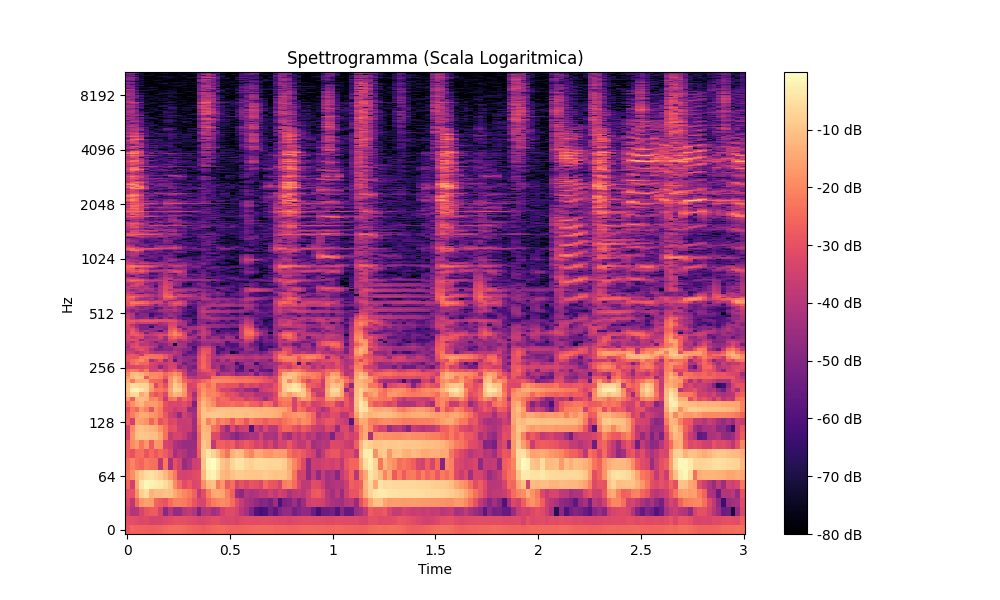 Spettrogramma (Scala Logaritmica)
Hz
8192
4096
2048
1024
512
256
128
64
0
0
0.5
1
1.5
2
2.5
3
Time
-10 dB
-20 dB
-30 dB
-40 dB
-50 dB
-60 dB
-70 dB
-80 dB